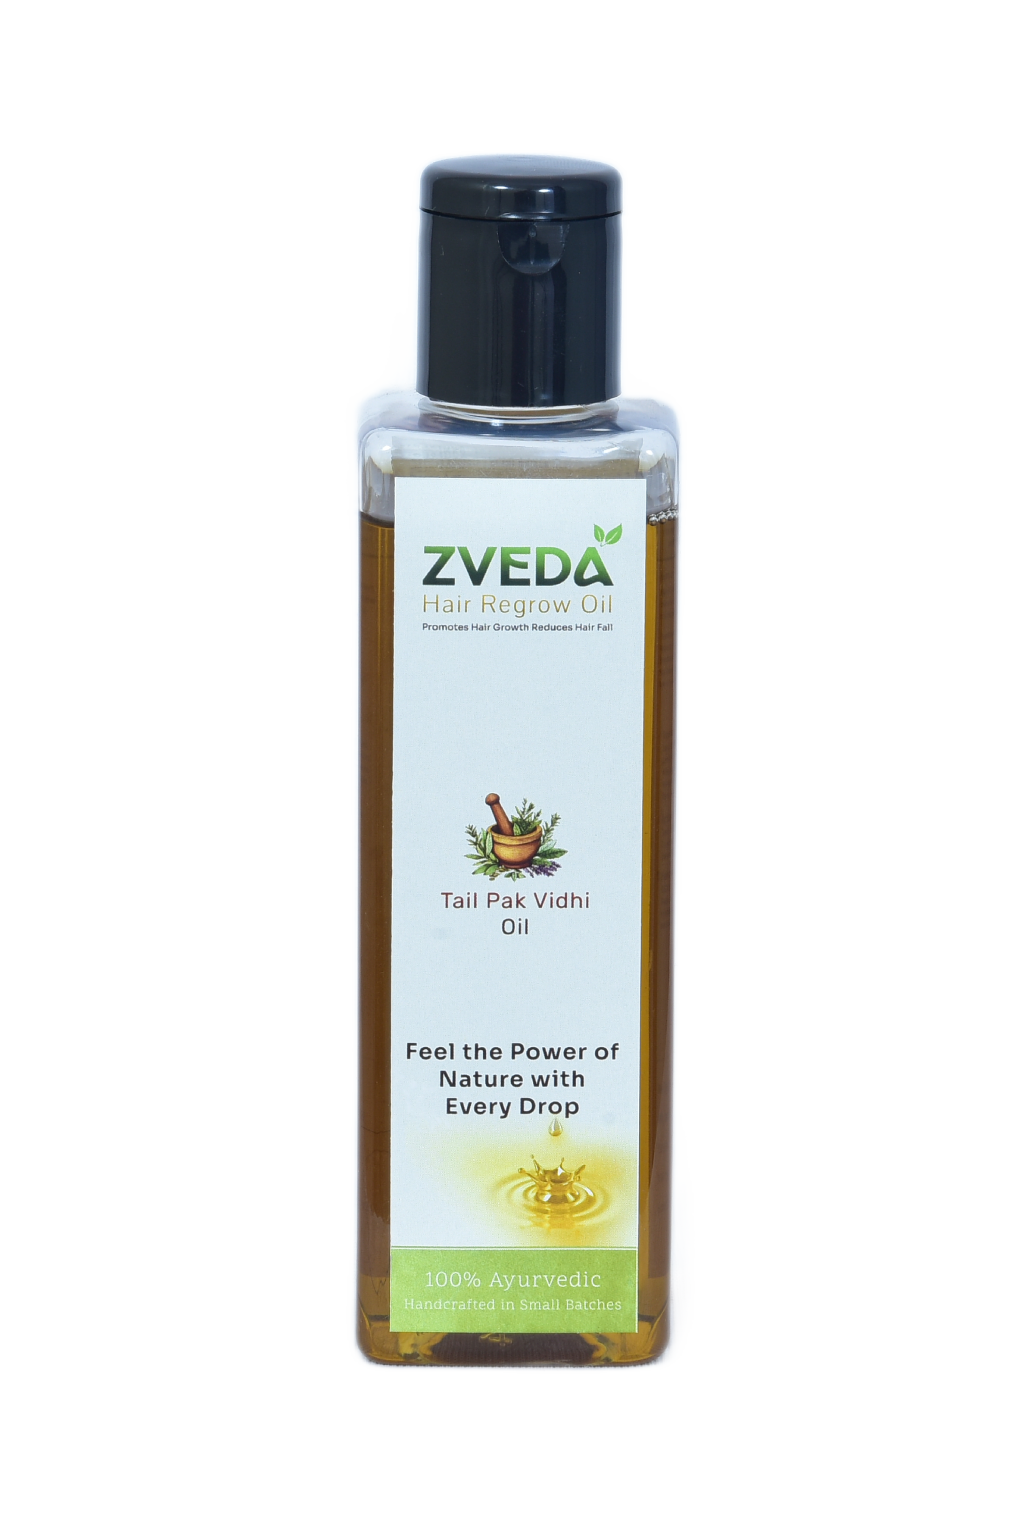 ZVEDA
Hair Regrow Oil
Promotes Hair Growth Reduces Hair Fall
Tail Pak Vidhi
Oil
Feel the Power of
Nature with
Every Drop
100% Ayurvedic
Handcrafted in Small Batches